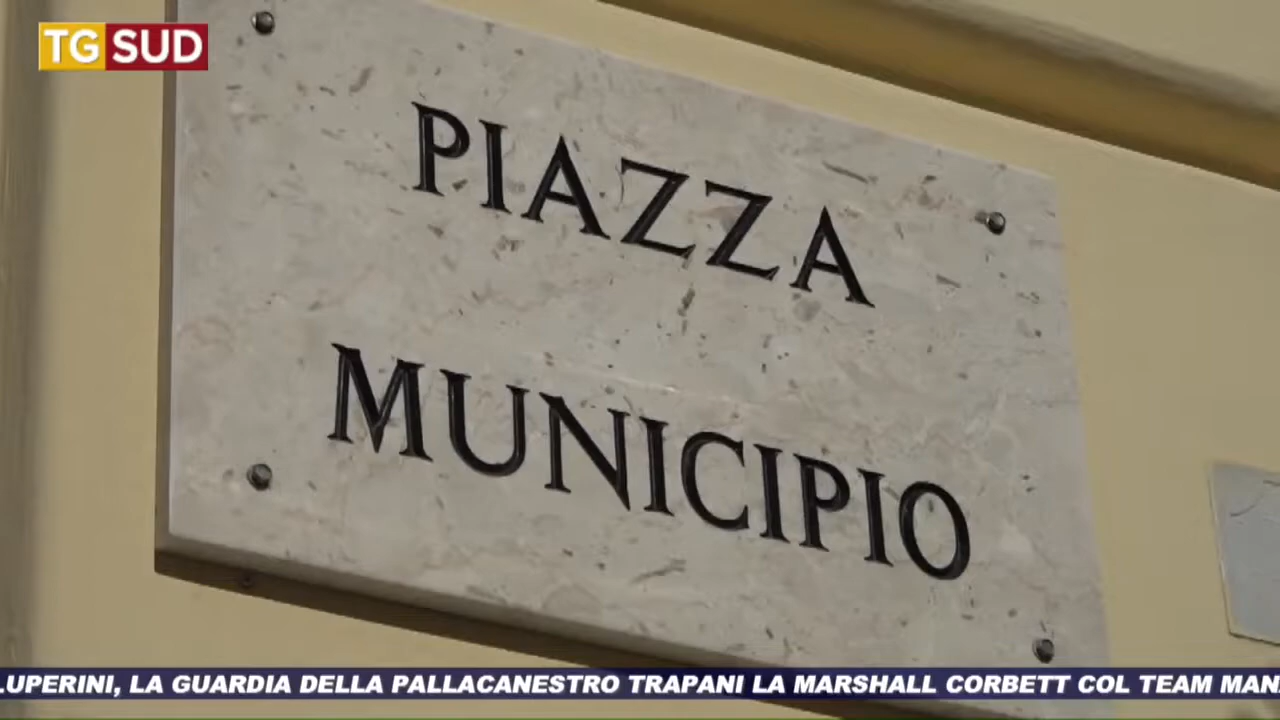 TG SUD
PIAZZA
MUNICIPIO
LUPERINI, LA GUARDIA DELLA PALLACANESTRO TRAPANI LA MARSHALL CORBETT COL TEAM MAN